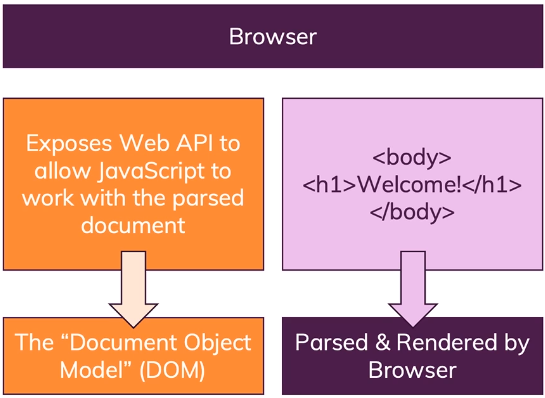 Browser
Exposes Web API to
allow JavaScript to
work with the parsed
document
<body>
<h1>Welcome!</h1>
</body>
The “Document Object
Model" (DOM)
Parsed & Rendered by
Browser